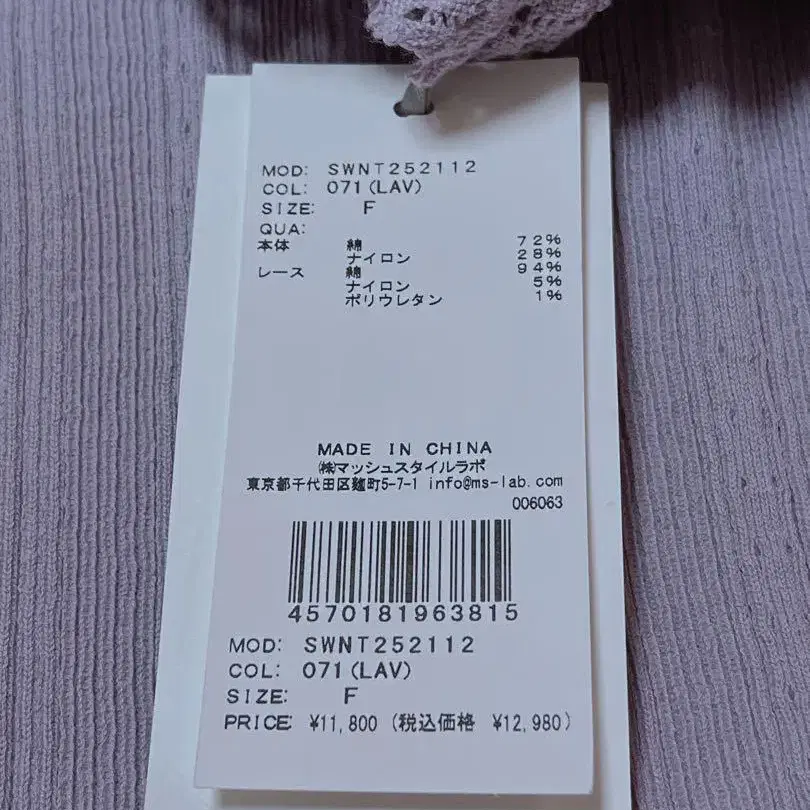 MOD: SWNT252112
COL: 071(LAV)
SIZE: F
QUA:
本体 綿 72%
ナイロン 28%
レース 綿 94%
ナイロン 5%
ポリウレタン 1%
MADE IN CHINA
㈱マッシュスタイルラボ
東京都千代田区麹町5-7-1 info@ms-lab.com
006063
4570181963815
MOD: SWNT252112
COL: 071(LAV)
SIZE: F
PRICE: ¥11,800 (税込価格 ¥12,980)